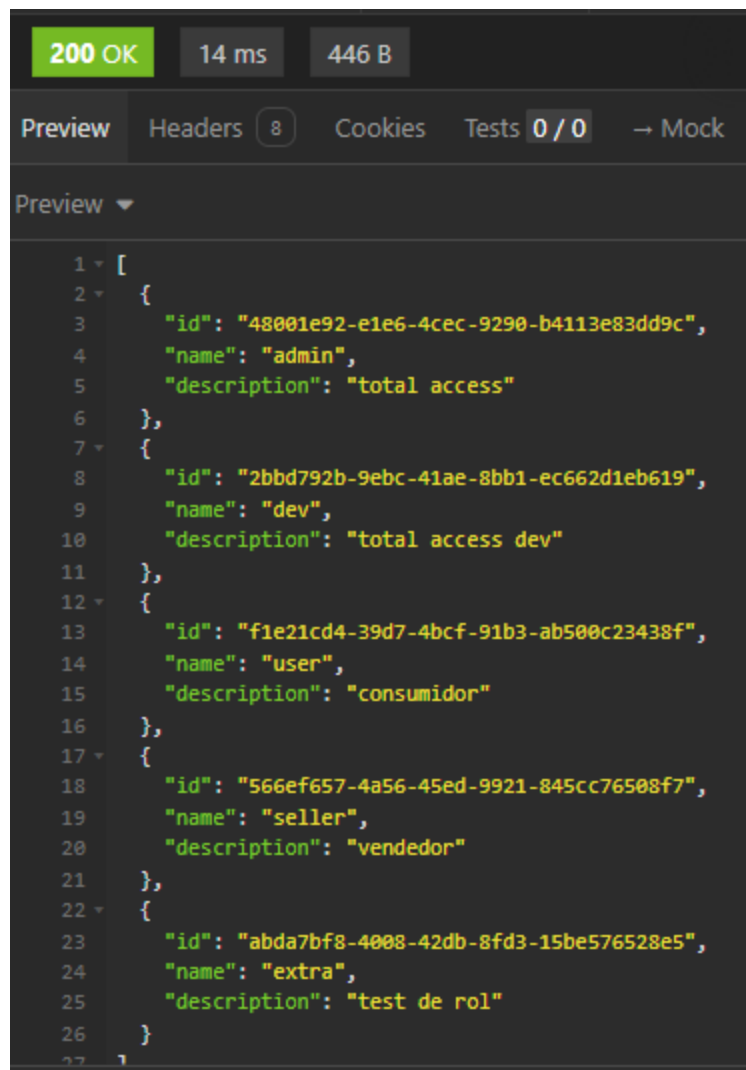 200 OK 14 ms 446 B
Preview Headers 8 Cookies Tests 0 / 0 → Mock
Preview
1 [
2 {
3 "id": "48001e92-e1e6-4cec-9290-b4113e83dd9c",
4 "name": "admin",
5 "description": "total access"
6 },
7 {
8 "id": "2bbd792b-9ebc-41ae-8bb1-ec662d1eb619",
9 "name": "dev",
10 "description": "total access dev"
11 },
12 {
13 "id": "f1e21cd4-39d7-4bcf-91b3-ab500c23438f",
14 "name": "user",
15 "description": "consumidor"
16 },
17 {
18 "id": "566ef657-4a56-45ed-9921-845cc76508f7",
19 "name": "seller",
20 "description": "vendedor"
21 },
22 {
23 "id": "abda7bf8-4008-42db-8fd3-15be576528e5",
24 "name": "extra",
25 "description": "test de rol"
26 }
27 ]